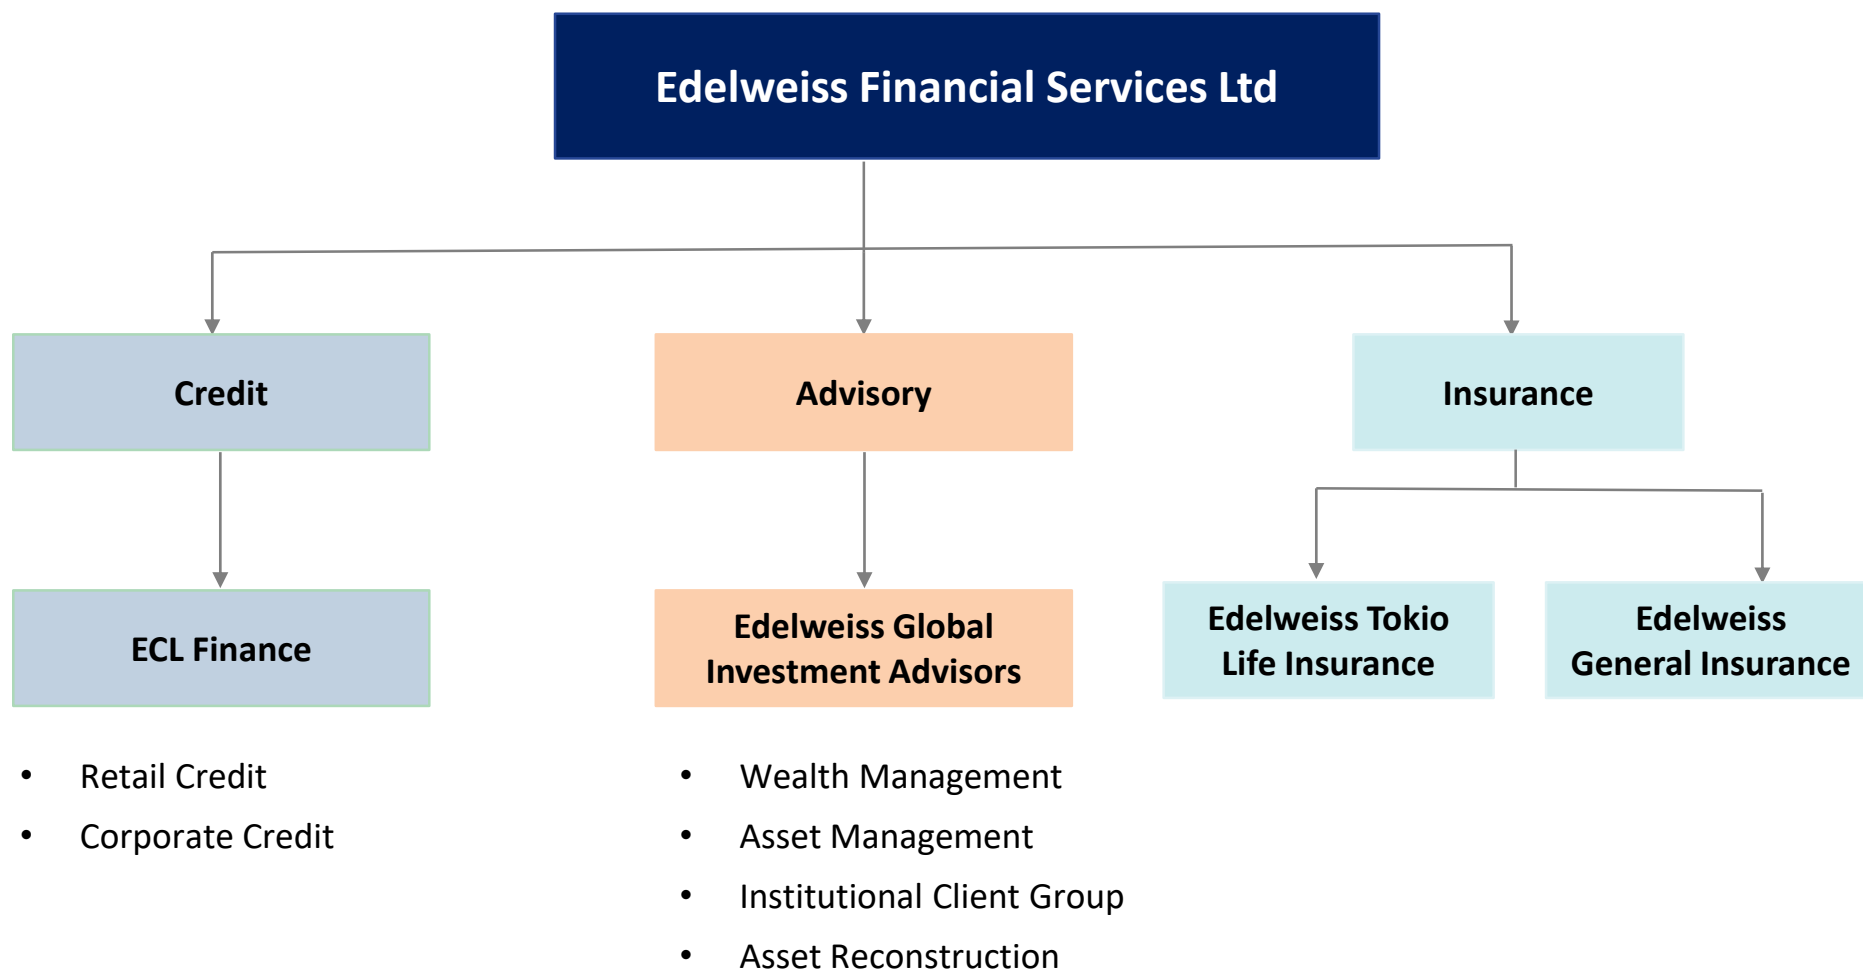 Edelweiss Financial Services Ltd
Credit
Advisory
Insurance
ECL Finance
Edelweiss Global
Investment Advisors
Edelweiss Tokio
Life Insurance
Edelweiss
General Insurance
• Retail Credit
• Corporate Credit
• Wealth Management
• Asset Management
• Institutional Client Group
• Asset Reconstruction